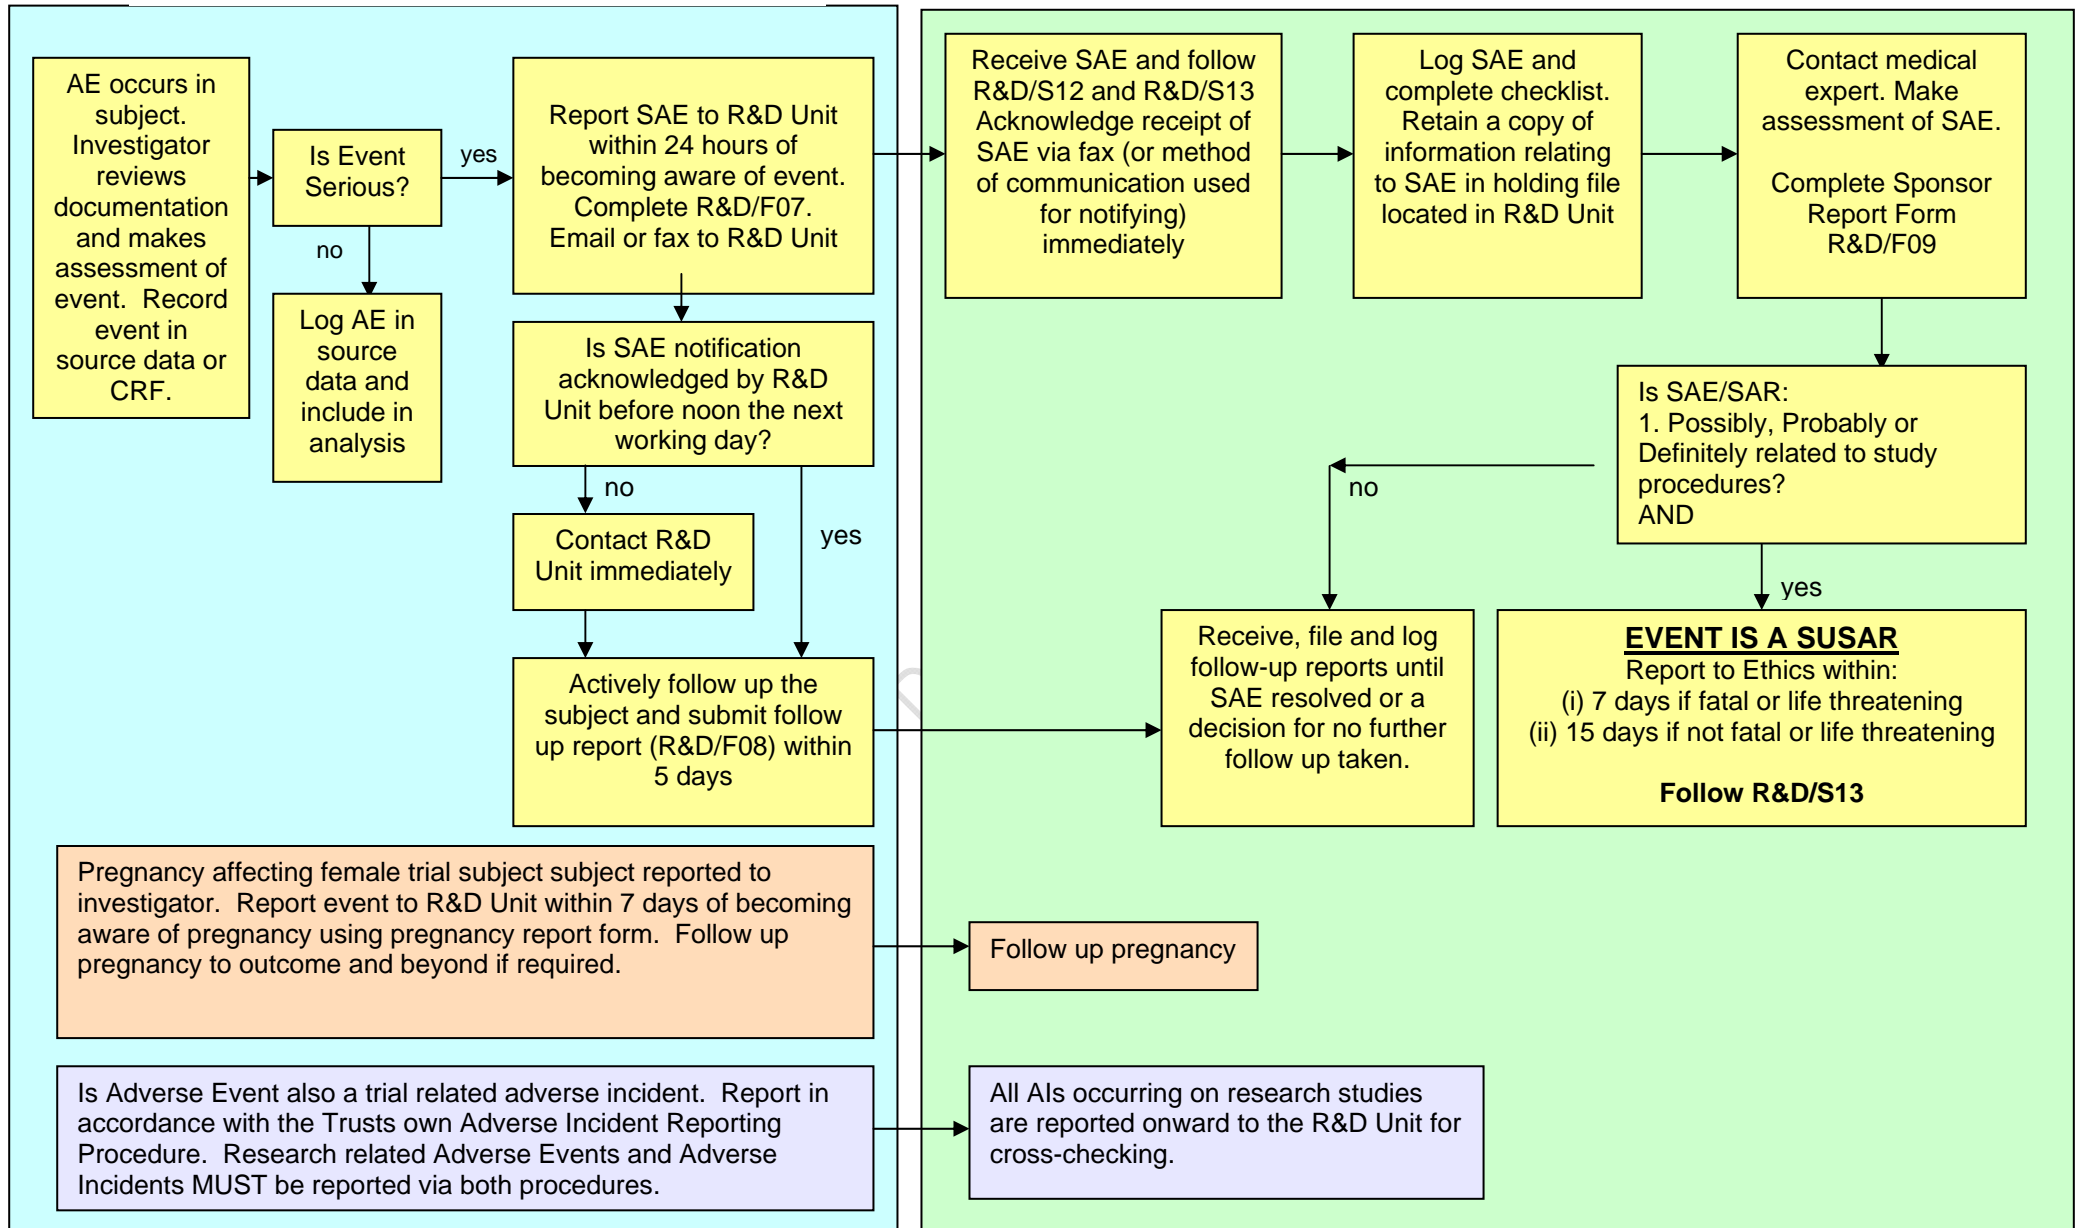 AE occurs in
subject.
Investigator
reviews
documentation
and makes
assessment of
event.  Record
event in
source data or
CRF.
Is Event
Serious?
yes
no
Log AE in
source
data and
include in
analysis
Report SAE to R&D Unit
within 24 hours of
becoming aware of event.
Complete R&D/F07.
Email or fax to R&D Unit
Is SAE notification
acknowledged by R&D
Unit before noon the next
working day?
no
yes
Contact R&D
Unit immediately
Actively follow up the
subject and submit follow
up report (R&D/F08) within
5 days
Pregnancy affecting female trial subject subject reported to
investigator.  Report event to R&D Unit within 7 days of becoming
aware of pregnancy using pregnancy report form.  Follow up
pregnancy to outcome and beyond if required.
Is Adverse Event also a trial related adverse incident.  Report in
accordance with the Trusts own Adverse Incident Reporting
Procedure.  Research related Adverse Events and Adverse
Incidents MUST be reported via both procedures.
Receive SAE and follow
R&D/S12 and R&D/S13
Acknowledge receipt of
SAE via fax (or method
of communication used
for notifying)
immediately
Log SAE and
complete checklist.
Retain a copy of
information relating
to SAE in holding file
located in R&D Unit
Contact medical
expert. Make
assessment of SAE.
Complete Sponsor
Report Form
R&D/F09
Is SAE/SAR:
1. Possibly, Probably or
Definitely related to study
procedures?
AND
no
yes
Receive, file and log
follow-up reports until
SAE resolved or a
decision for no further
follow up taken.
EVENT IS A SUSAR
Report to Ethics within:
(i) 7 days if fatal or life threatening
(ii) 15 days if not fatal or life threatening
Follow R&D/S13
Follow up pregnancy
All AIs occurring on research studies
are reported onward to the R&D Unit for
cross-checking.